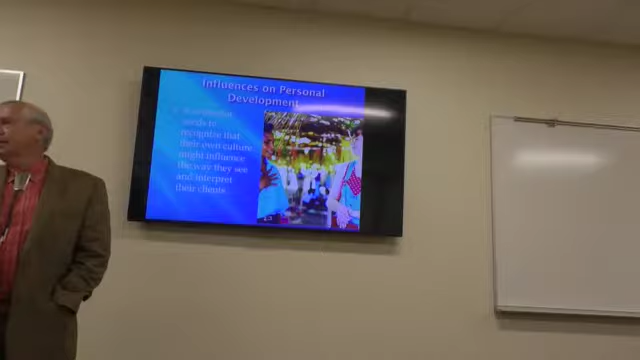 Influences on Personal
Development
needs to
recognize that
their own culture
might influence
the way they see
and interpret
their clients